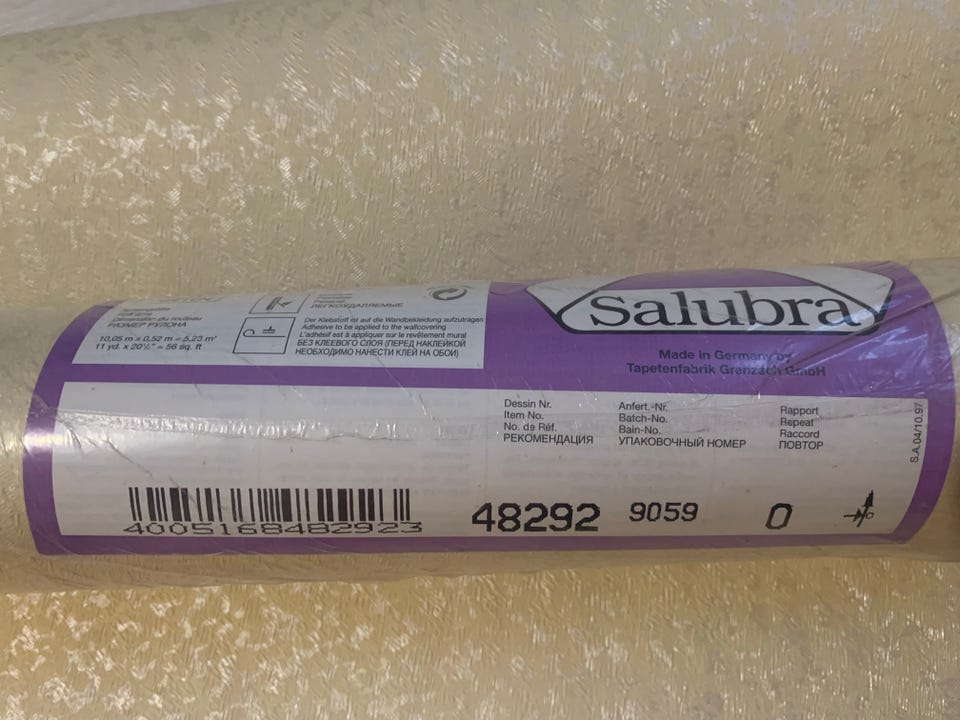 РАЗМЕР РУЛОНА
10,05 m x 0,52 m = 5,23 m²
11 yd. x 20½" = 56 sq. ft
ЛЕГКОУДАЛЯЕМЫЕ
Der Klebstoff ist auf die Wandbekleidung aufzutragen
Adhesive to be applied to the wallcovering
L'adhésif est à appliquer sur le revêtement mural
БЕЗ КЛЕЕВОГО СЛОЯ (ПЕРЕД НАКЛЕЙКОЙ
НЕОБХОДИМО НАНЕСТИ КЛЕЙ НА ОБОИ)
Salubra
Made in Germany by
Tapetenfabrik Grenzach GmbH
Dessin Nr.
Item No.
No. de Réf.
РЕКОМЕНДАЦИЯ
Anfert.-Nr.
Batch-No.
Bain-No.
УПАКОВОЧНЫЙ НОМЕР
Rapport
Repeat
Raccord
ПОВТОР
S.A.04/10.97
4005168482923
48292
9059
0